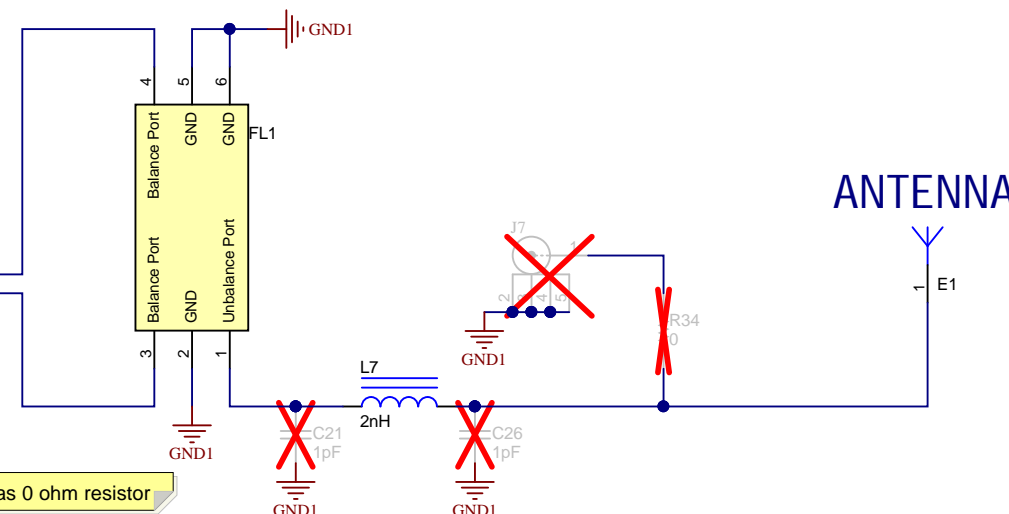 GND1
4
5
6
Balance Port
GND
GND
FL1
ANTENNA
J7
1
Balance Port
GND
Unbalance Port
2
3
4
5
1
E1
R34
0
GND1
3
2
1
L7
2nH
C21
1pF
C26
1pF
GND1
as 0 ohm resistor
GND1
GND1